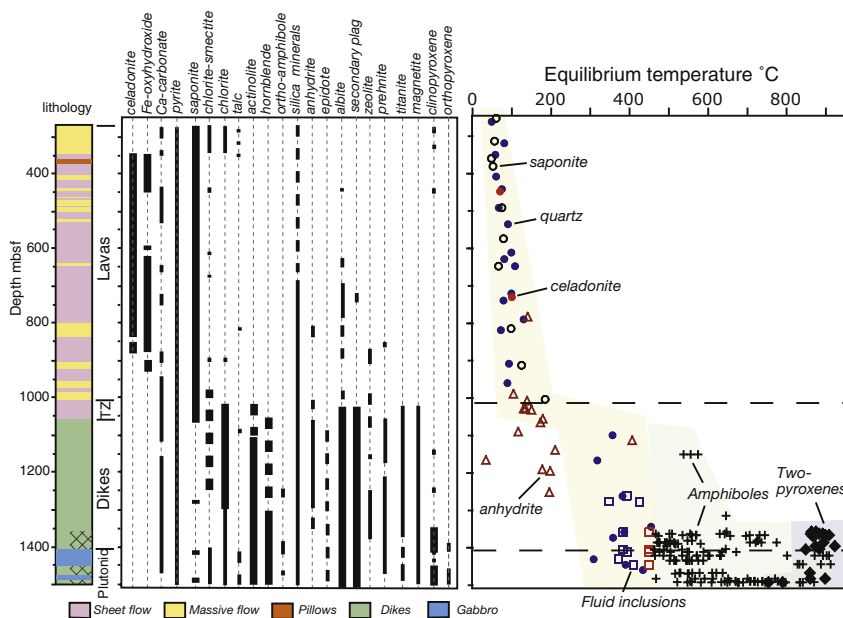 lithology
celadonite
Fe-oxyhydroxide
Ca-carbonate
pyrite
saponite
chlorite-smectite
chlorite
talc
actinolite
hornblende
ortho-amphibole
silica minerals
anhydrite
epidote
albite
secondary plag
zeolite
prehnite
titanite
magnetite
clinopyroxene
orthopyroxene
Depth mbsf
400
600
800
1000
1200
1400
Lavas
TZ
Dikes
Plutonic
Equilibrium temperature ˚C
0 200 400 600 800
saponite
quartz
celadonite
anhydrite
Amphiboles
Two-
pyroxenes
Fluid inclusions
Sheet flow Massive flow Pillows Dikes Gabbro